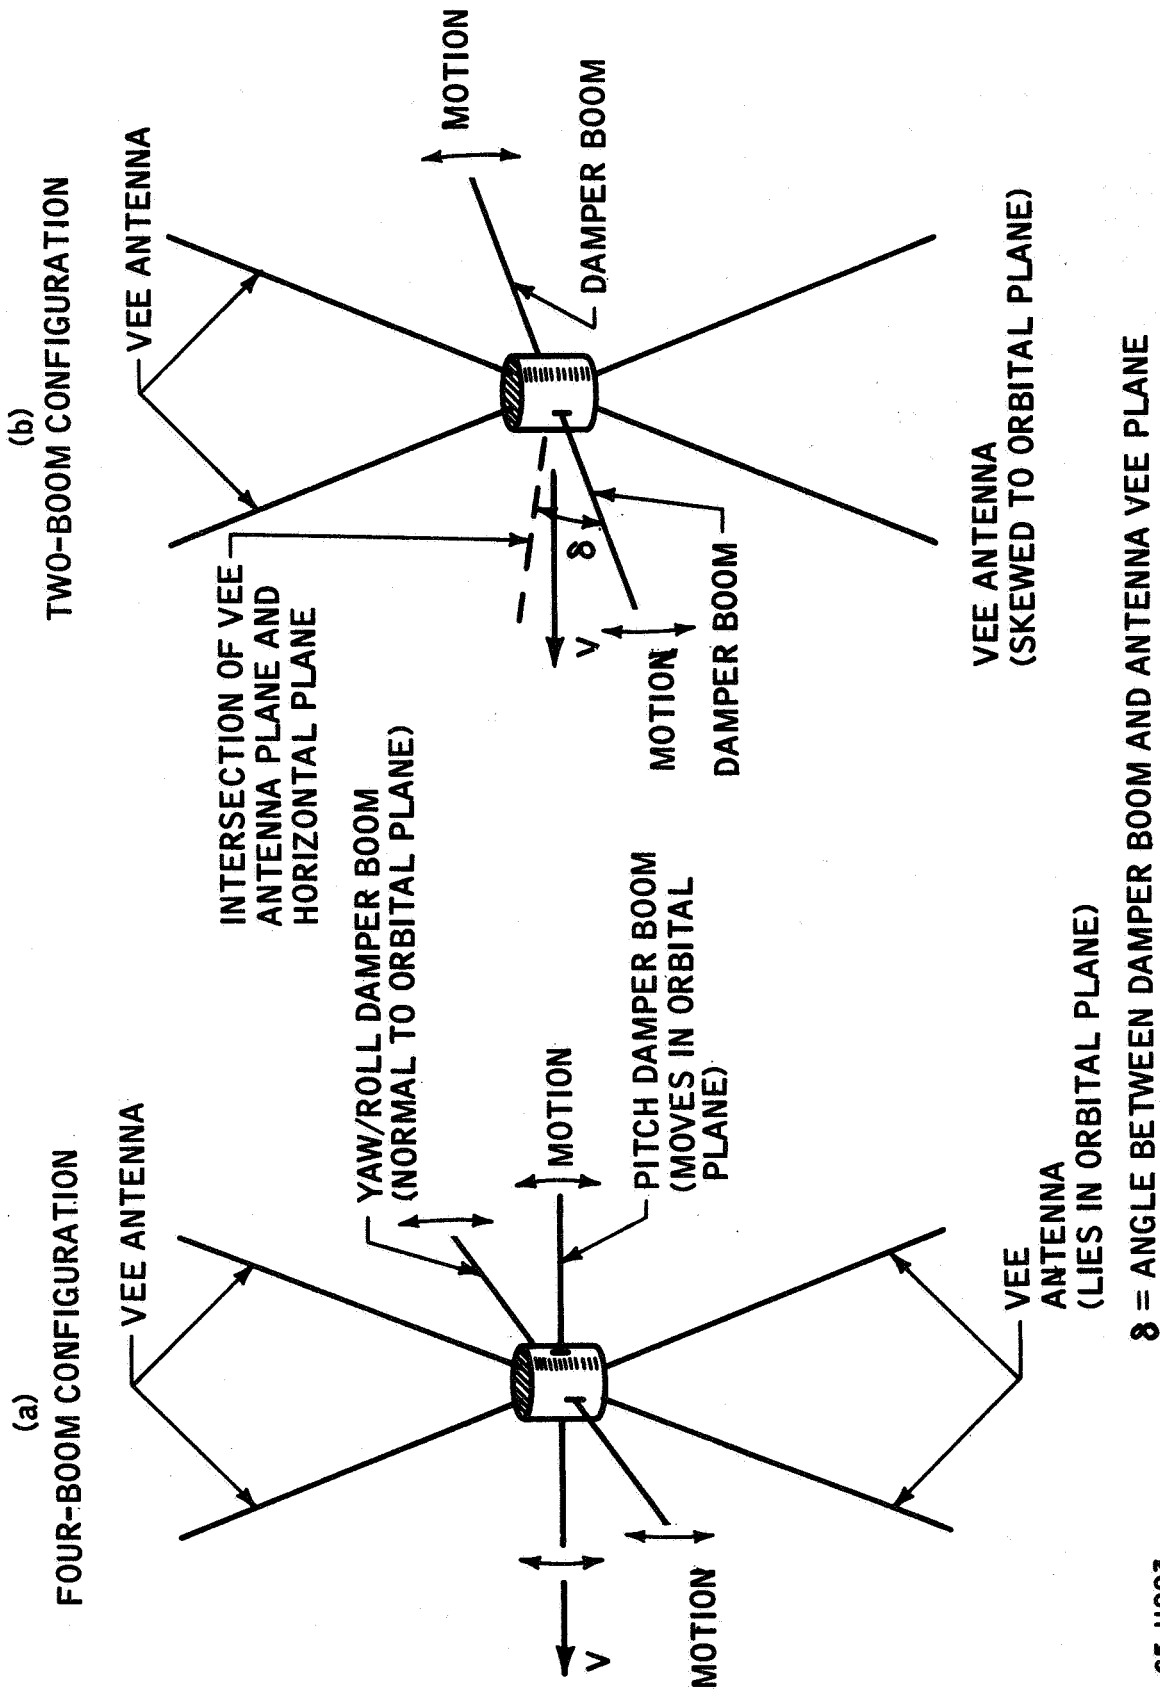 (a)
FOUR-BOOM CONFIGURATION
VEE ANTENNA
YAW/ROLL DAMPER BOOM
(NORMAL TO ORBITAL PLANE)
MOTION
PITCH DAMPER BOOM
(MOVES IN ORBITAL
PLANE)
V
MOTION
VEE
ANTENNA
(LIES IN ORBITAL PLANE)
(b)
TWO-BOOM CONFIGURATION
VEE ANTENNA
INTERSECTION OF VEE
ANTENNA PLANE AND
HORIZONTAL PLANE
MOTION
DAMPER BOOM
δ
V
MOTION
DAMPER BOOM
VEE ANTENNA
(SKEWED TO ORBITAL PLANE)
δ = ANGLE BETWEEN DAMPER BOOM AND ANTENNA VEE PLANE